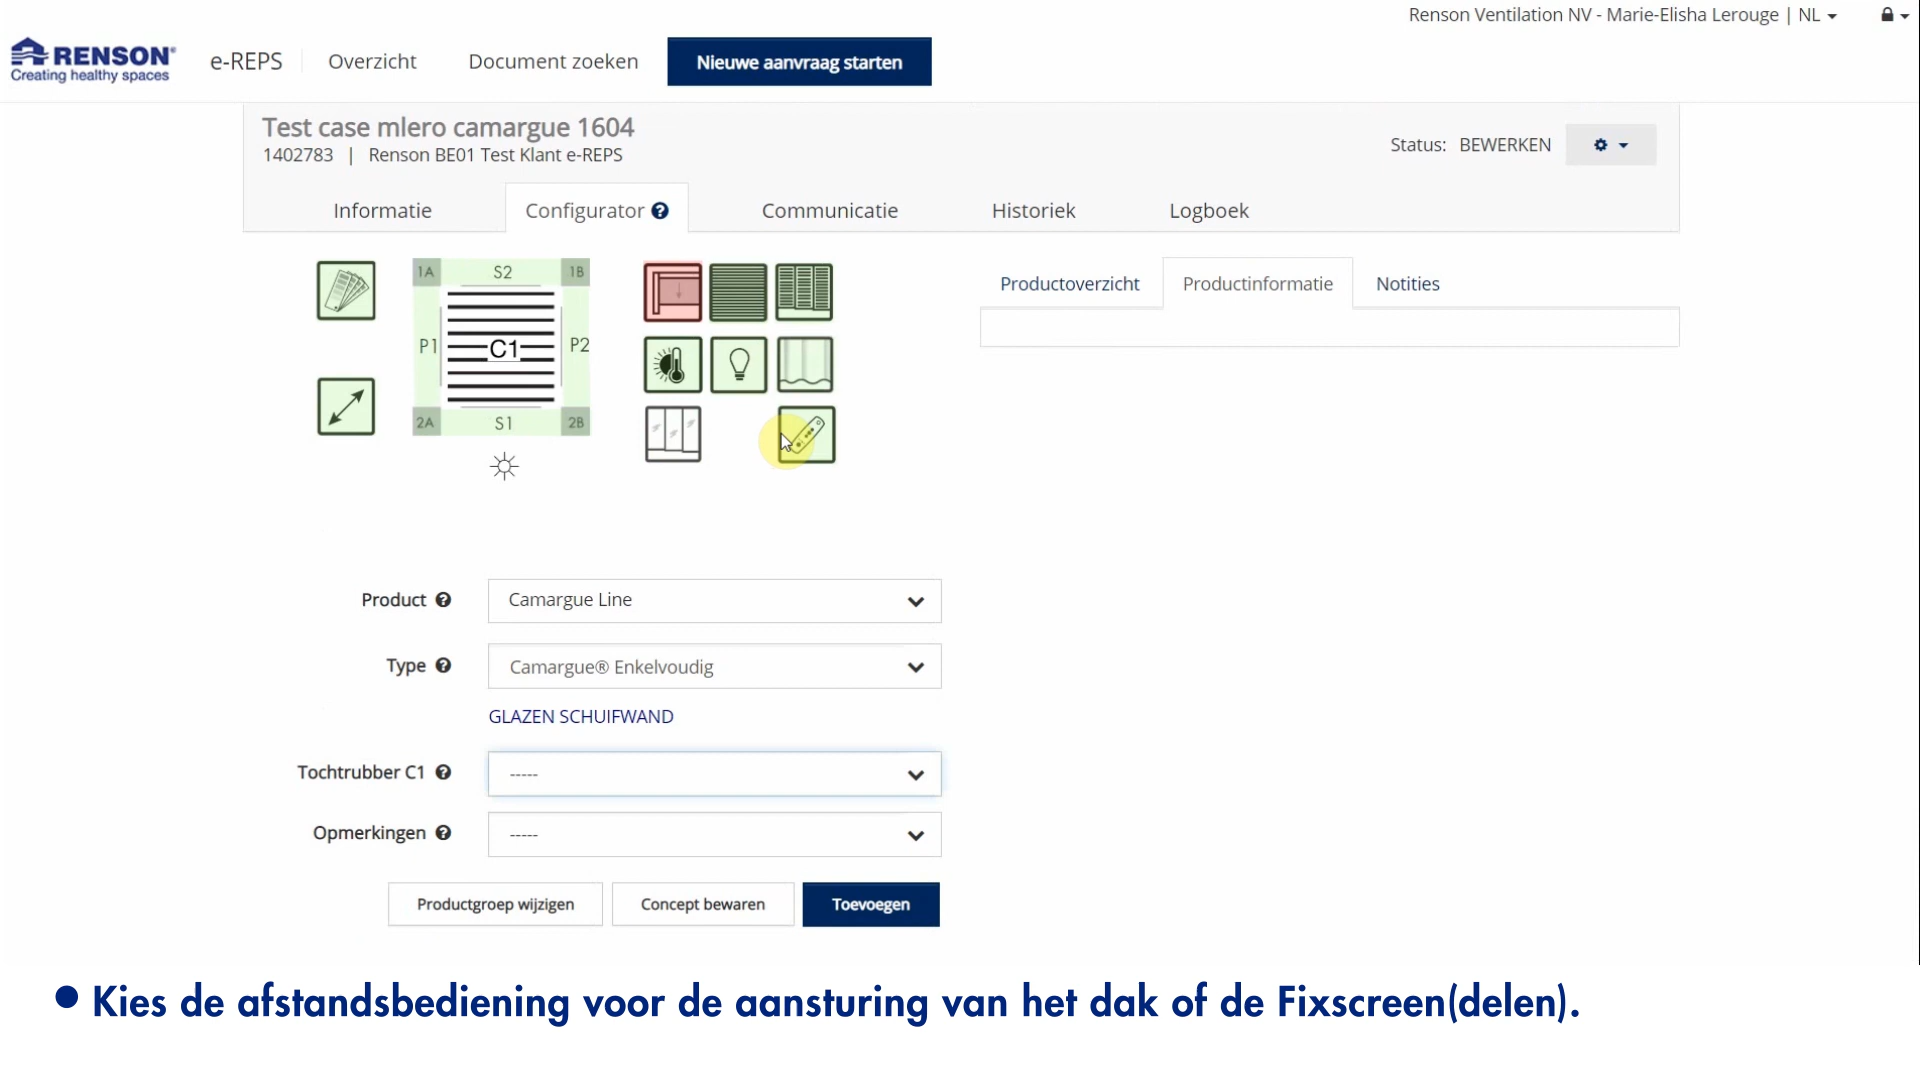 Renson Ventilation NV - Marie-Elisha Lerouge | NL
RENSON®
Creating healthy spaces
e-REPS
Overzicht
Document zoeken
Nieuwe aanvraag starten
Test case mlero camargue 1604
1402783 | Renson BE01 Test Klant e-REPS
Status: BEWERKEN
Informatie
Configurator
Communicatie
Historiek
Logboek
1A S2 1B
P1 C1 P2
2A S1 2B
Productoverzicht
Productinformatie
Notities
Product
Camargue Line
Type
Camargue® Enkelvoudig
GLAZEN SCHUIFWAND
Tochtrubber C1
-----
Opmerkingen
-----
Productgroep wijzigen
Concept bewaren
Toevoegen
• Kies de afstandsbediening voor de aansturing van het dak of de Fixscreen(delen).